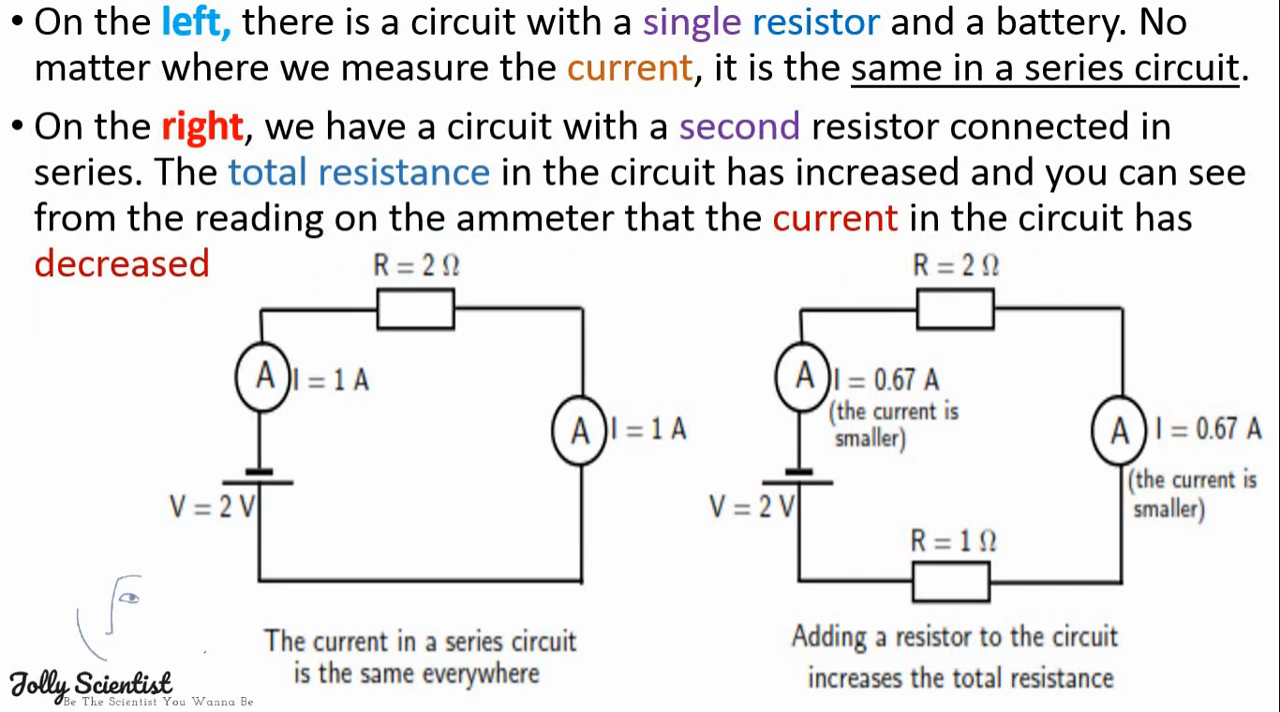 • On the left, there is a circuit with a single resistor and a battery. No
matter where we measure the current, it is the same in a series circuit.
• On the right, we have a circuit with a second resistor connected in
series. The total resistance in the circuit has increased and you can see
from the reading on the ammeter that the current in the circuit has
decreased
R = 2 Ω
A
I = 1 A
A
I = 1 A
V = 2 V
The current in a series circuit
is the same everywhere
R = 2 Ω
A
I = 0.67 A
(the current is
smaller)
A
I = 0.67 A
(the current is
smaller)
V = 2 V
R = 1 Ω
Adding a resistor to the circuit
increases the total resistance
Jolly Scientist
Be The Scientist You Wanna Be